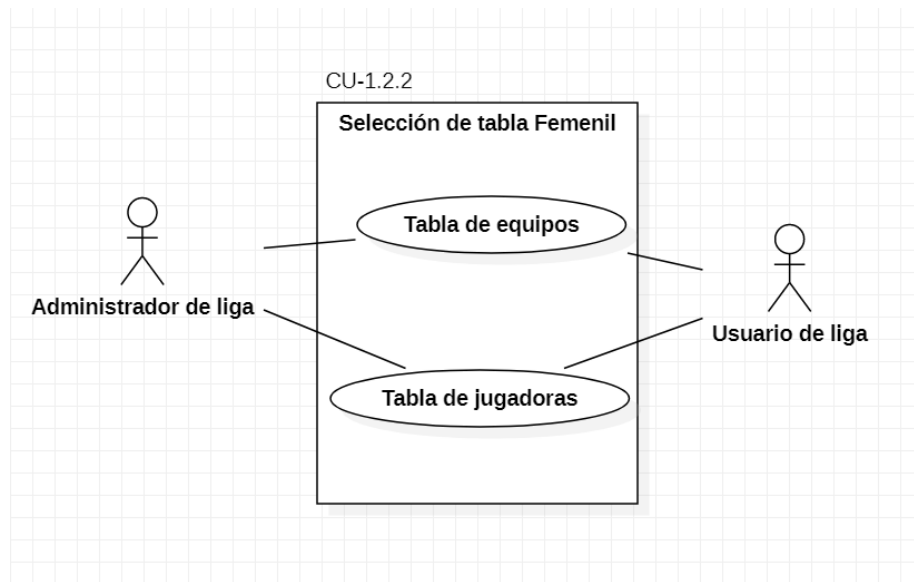 CU-1.2.2
Selección de tabla Femenil
Tabla de equipos
Administrador de liga
Usuario de liga
Tabla de jugadoras